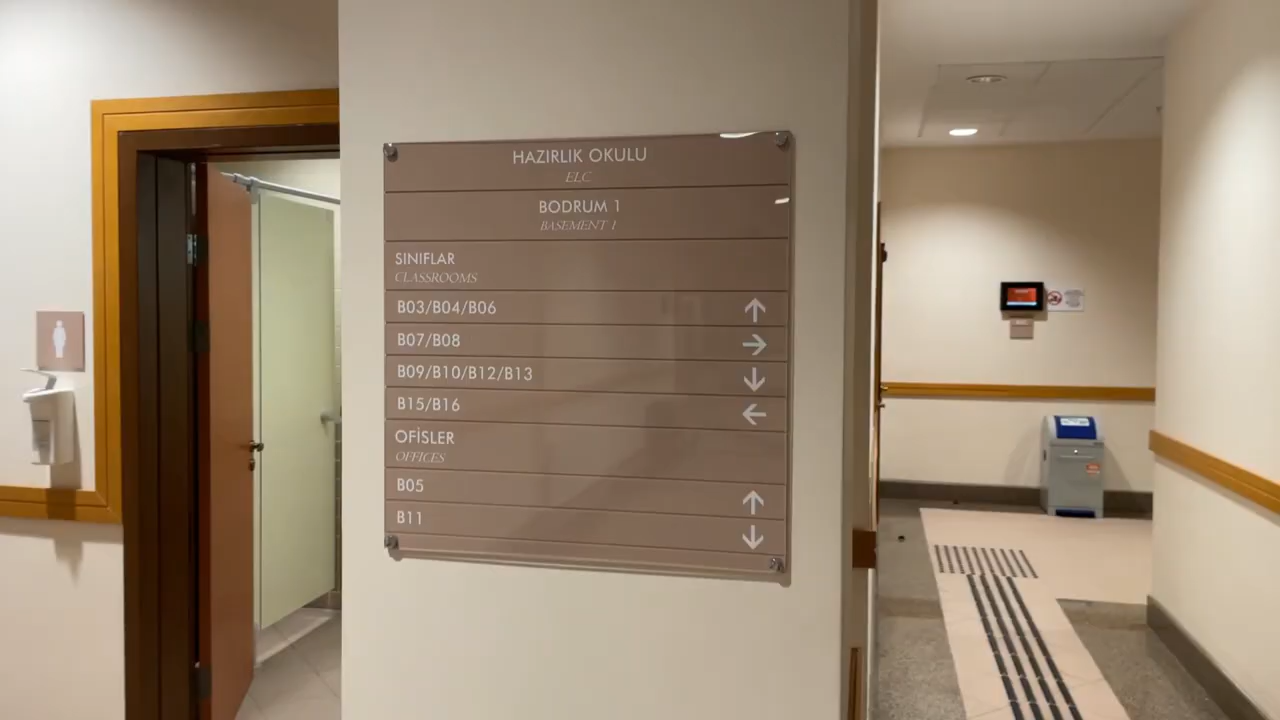 HAZIRLIK OKULU
ELC
BODRUM 1
BASEMENT 1
SINIFLAR
CLASSROOMS
B03/B04/B06 ↑
B07/B08 →
B09/B10/B12/B13 ↓
B15/B16 ←
OFİSLER
OFFICES
B05 ↑
B11 ↓